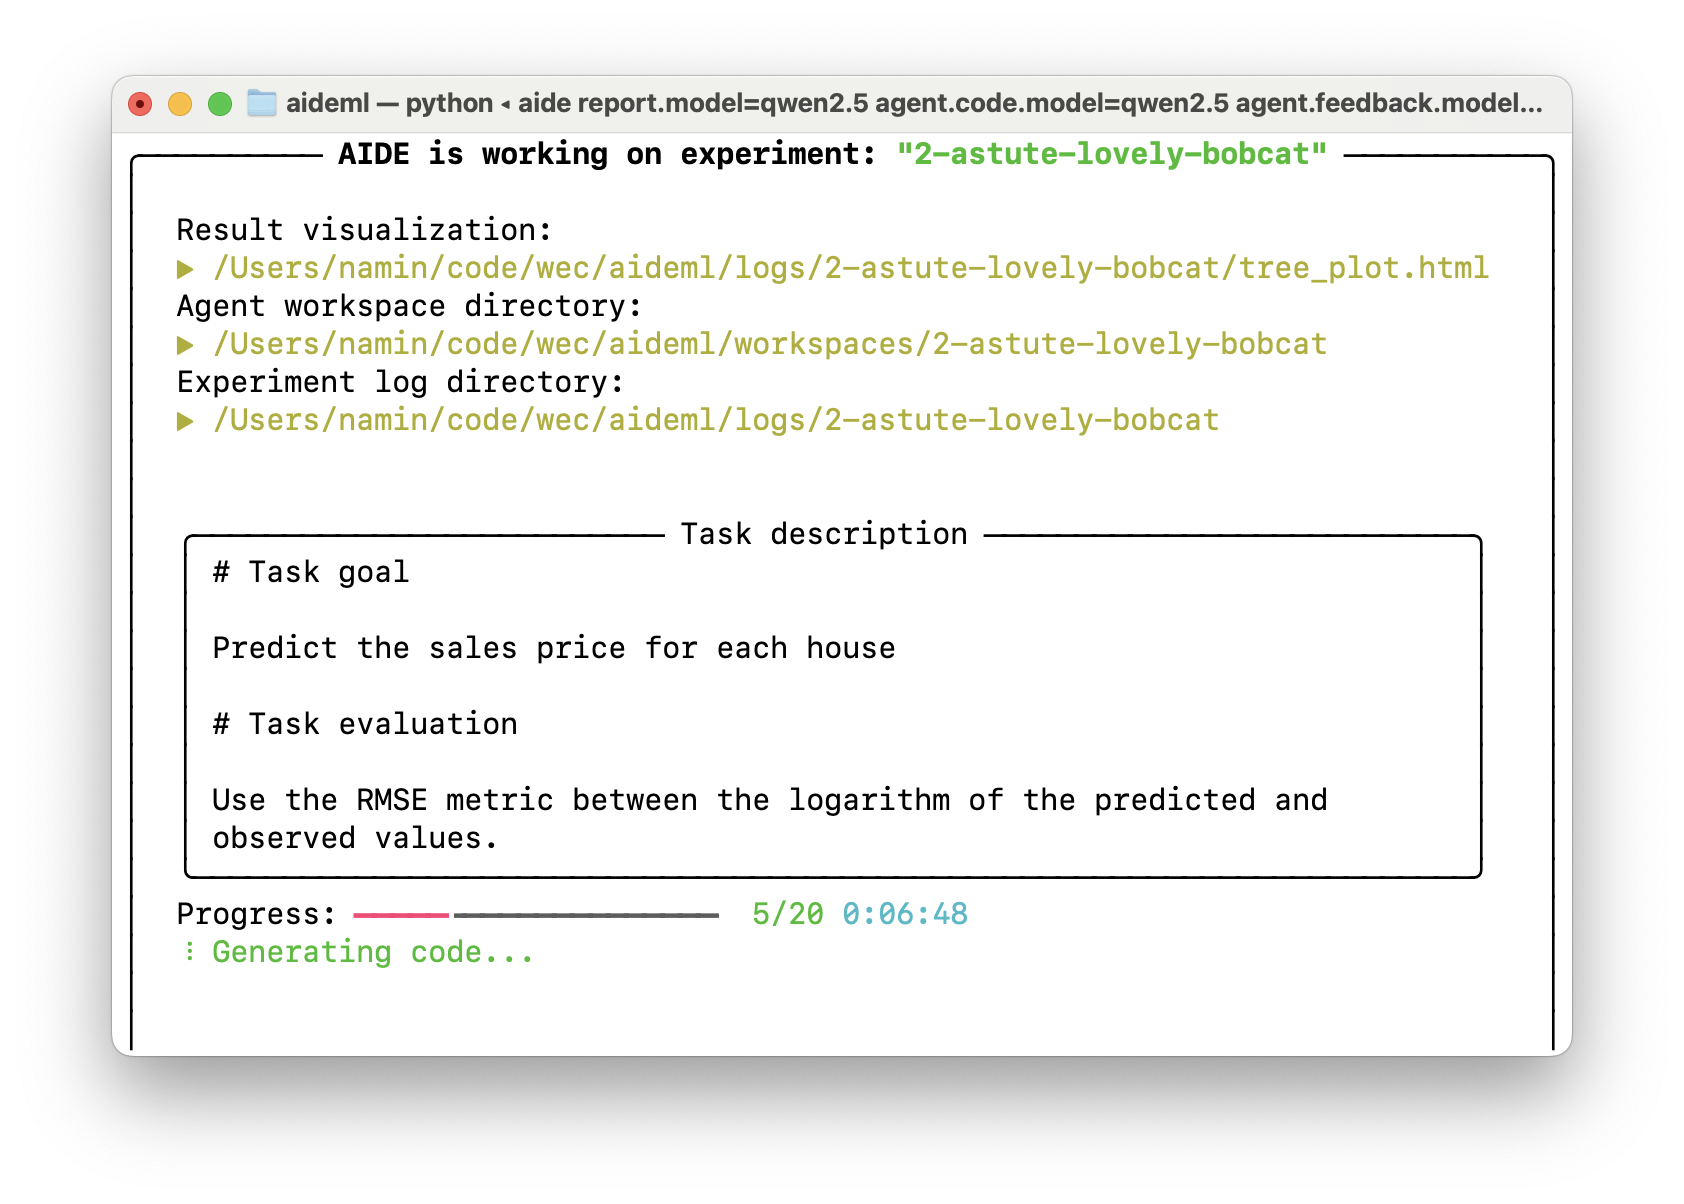 aideml — python ◂ aide report.model=qwen2.5 agent.code.model=qwen2.5 agent.feedback.model...
AIDE is working on experiment: "2-astute-lovely-bobcat"
Result visualization:
▶ /Users/namin/code/wec/aideml/logs/2-astute-lovely-bobcat/tree_plot.html
Agent workspace directory:
▶ /Users/namin/code/wec/aideml/workspaces/2-astute-lovely-bobcat
Experiment log directory:
▶ /Users/namin/code/wec/aideml/logs/2-astute-lovely-bobcat
Task description
# Task goal
Predict the sales price for each house
# Task evaluation
Use the RMSE metric between the logarithm of the predicted and
observed values.
Progress: 5/20 0:06:48
Generating code...